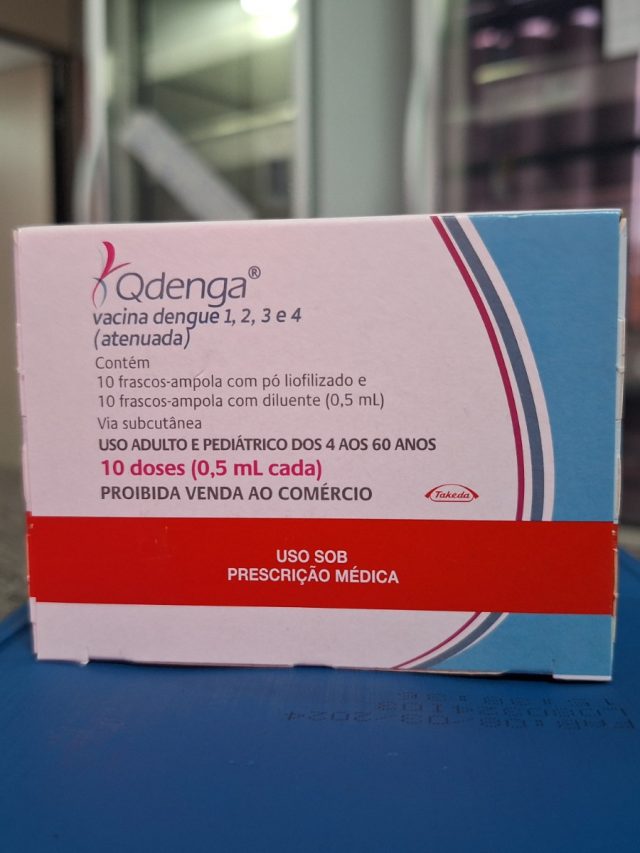 Qdenga®
vacina dengue 1, 2, 3 e 4
(atenuada)
Contém
10 frascos-ampola com pó liofilizado e
10 frascos-ampola com diluente (0,5 mL)
Via subcutânea
USO ADULTO E PEDIÁTRICO DOS 4 AOS 60 ANOS
10 doses (0,5 mL cada)
PROIBIDA VENDA AO COMÉRCIO
Takeda
USO SOB
PRESCRIÇÃO MÉDICA